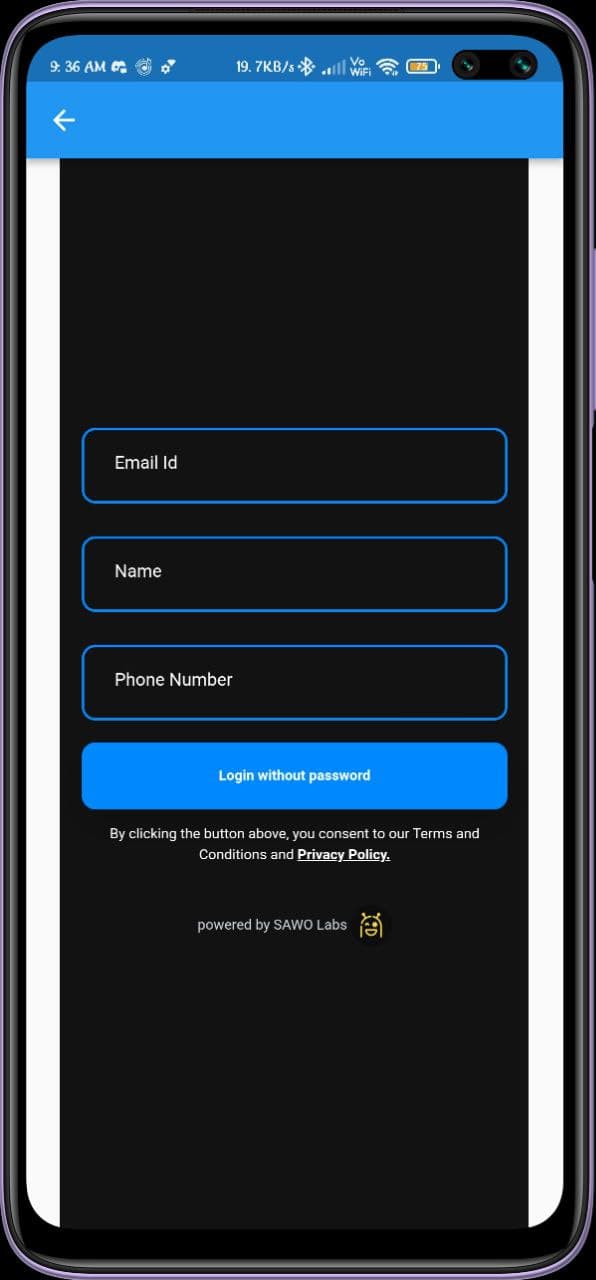 9: 36 AM 19. 7KB/s Vo WiFi 75
Email Id
Name
Phone Number
Login without password
By clicking the button above, you consent to our Terms and
Conditions and Privacy Policy.
powered by SAWO Labs